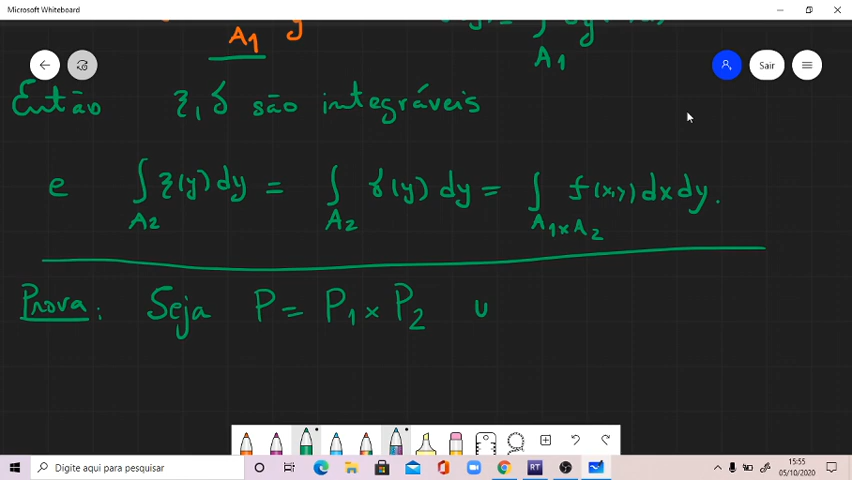 Microsoft Whiteboard
A1
A1
Sair
Então ξ, δ são integráveis
e ∫A2 ξ(y) dy = ∫A2 δ(y) dy = ∫A1×A2 f(x,y) dx dy.
Prova: Seja P = P1 × P2 u
Digite aqui para pesquisar
RT
15:55
05/10/2020